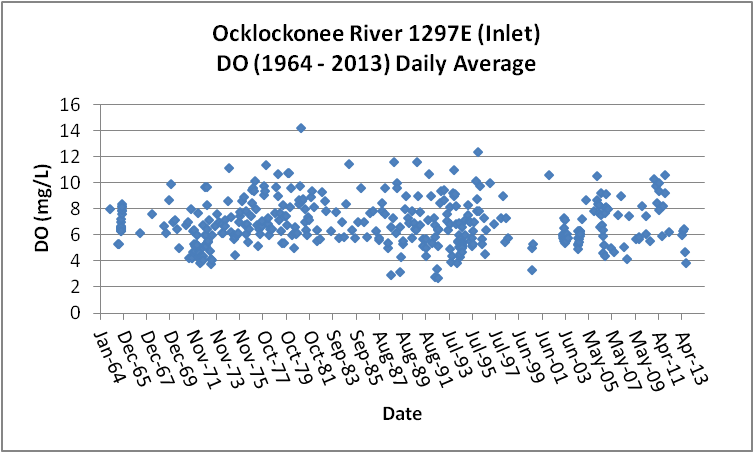 Ocklockonee River 1297E (Inlet)
DO (1964 - 2013) Daily Average
16
14
12
10
8
6
4
2
0
DO (mg/L)
Jan-64
Dec-65
Dec-67
Dec-69
Nov-71
Nov-73
Nov-75
Oct-77
Oct-79
Oct-81
Sep-83
Sep-85
Aug-87
Aug-89
Aug-91
Jul-93
Jul-95
Jul-97
Jun-99
Jun-01
Jun-03
May-05
May-07
May-09
Apr-11
Apr-13
Date